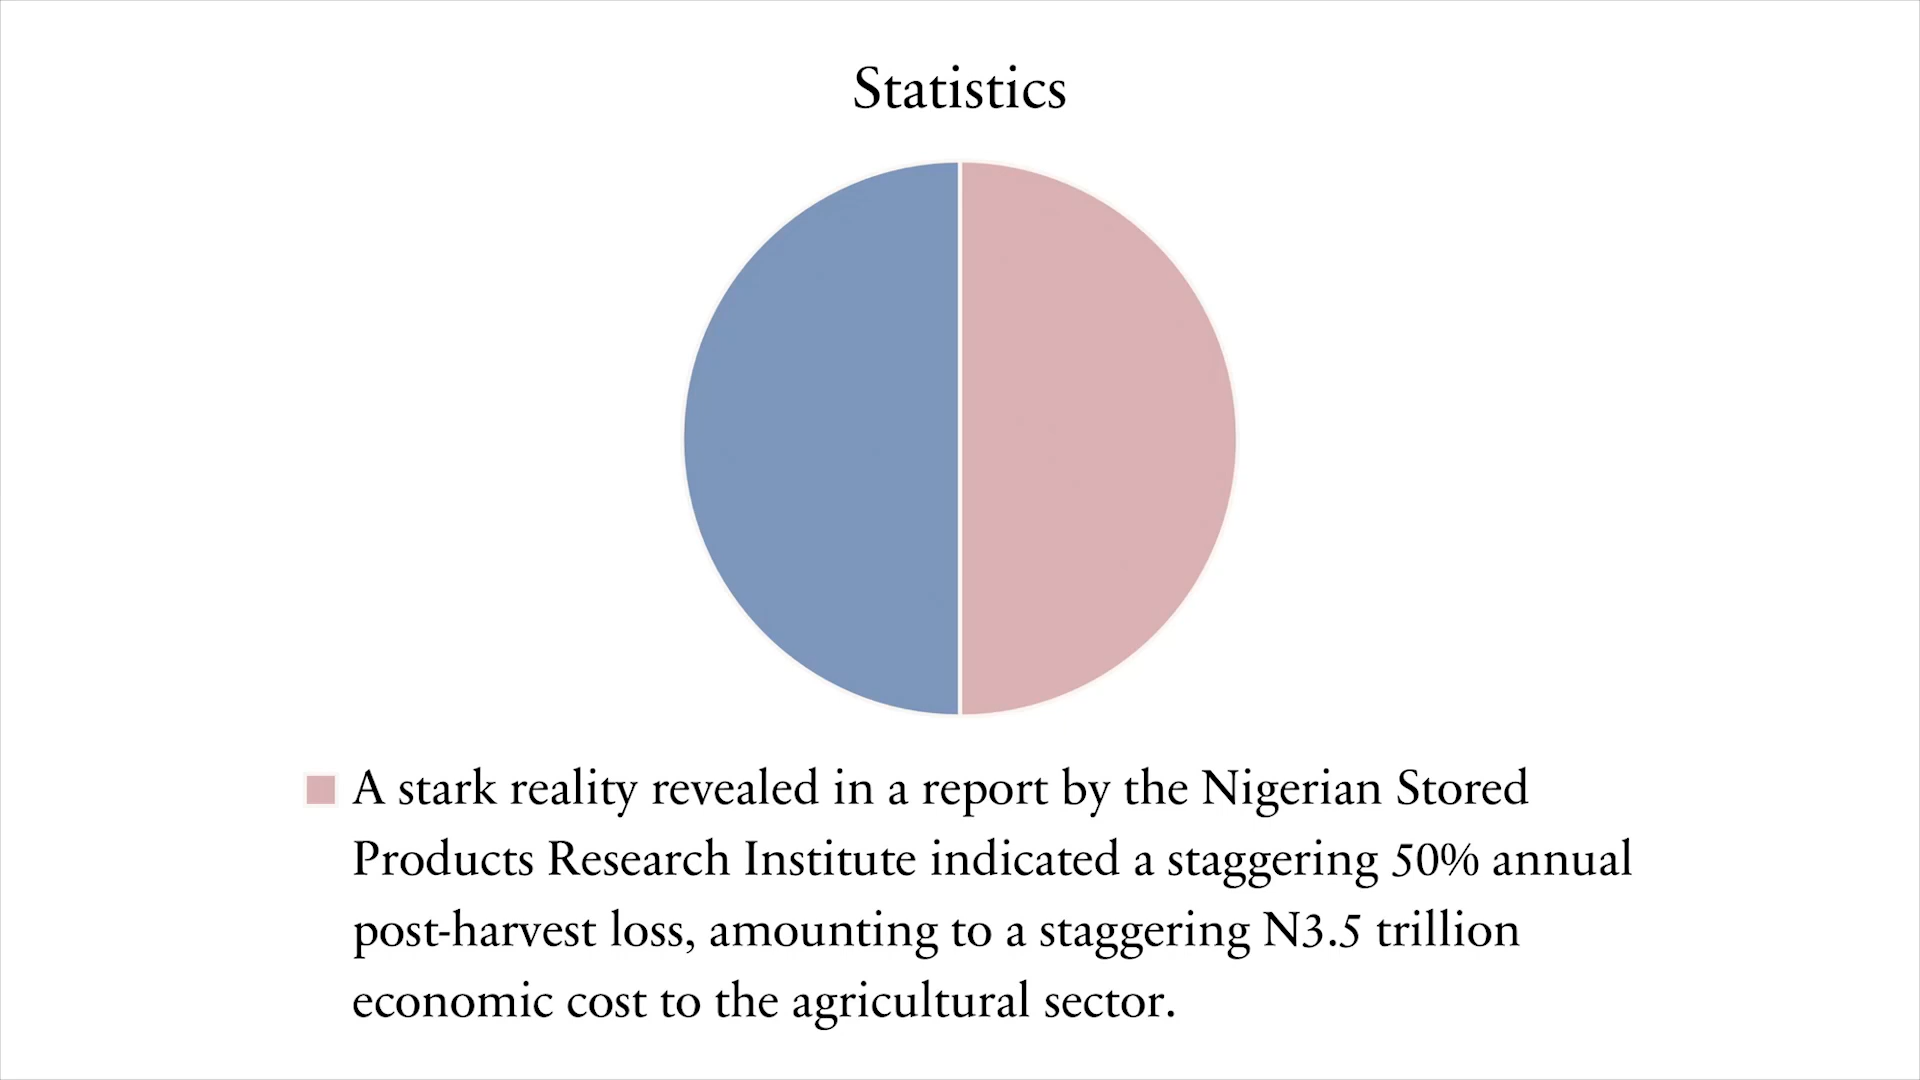 Statistics
A stark reality revealed in a report by the Nigerian Stored
Products Research Institute indicated a staggering 50% annual
post-harvest loss, amounting to a staggering N3.5 trillion
economic cost to the agricultural sector.